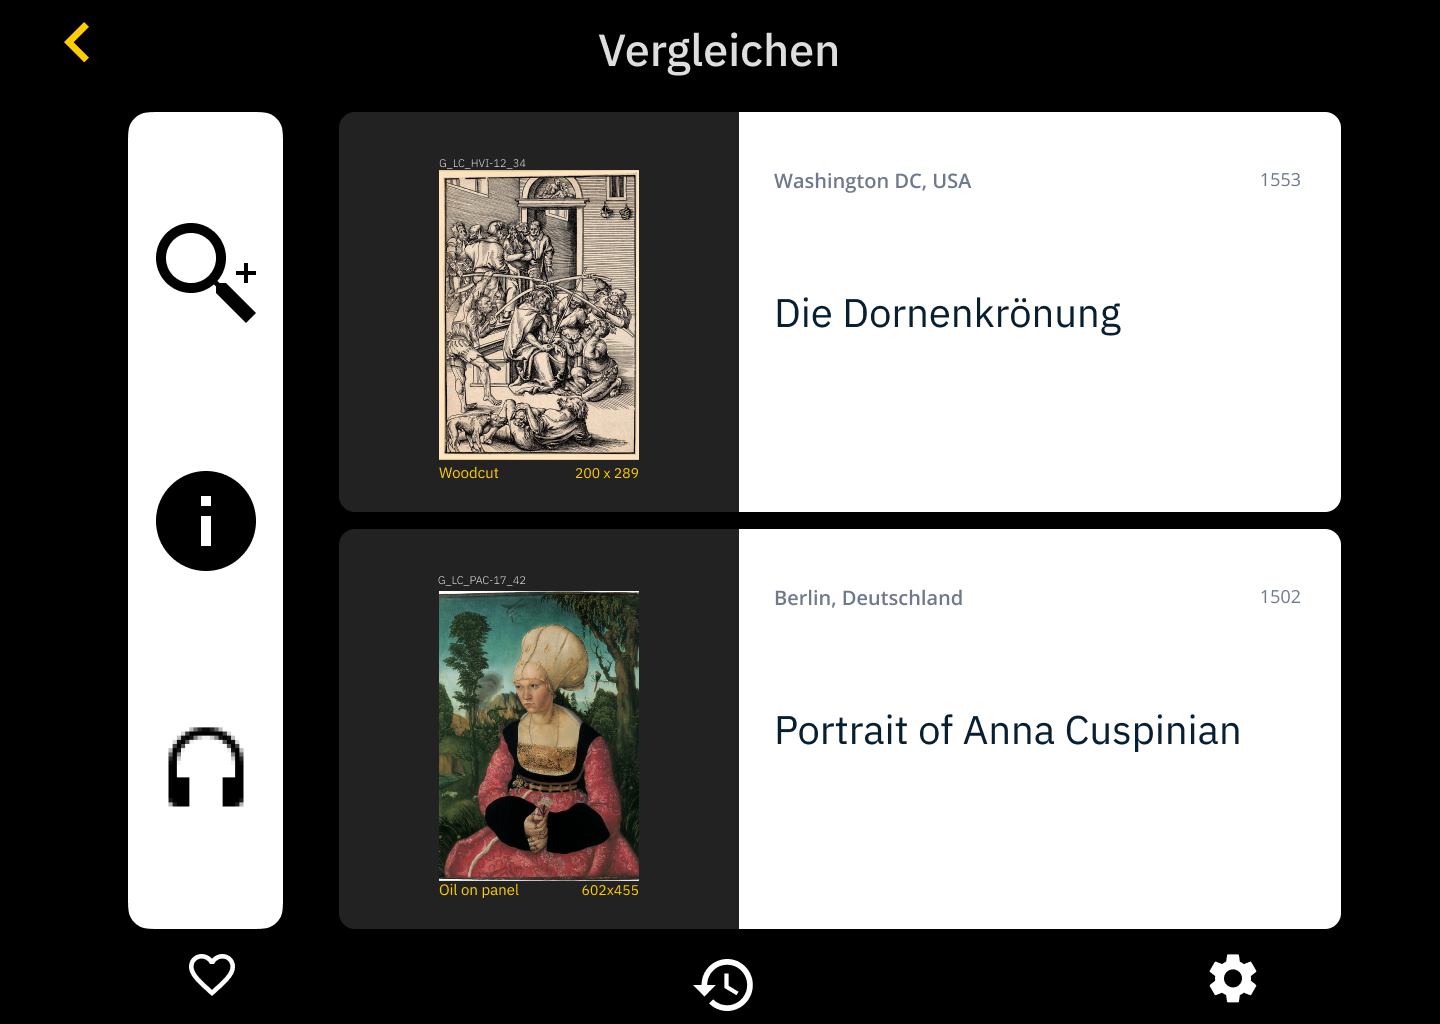 Vergleichen
G_LC_HVI-12_34
Woodcut
200 x 289
Washington DC, USA
1553
Die Dornenkrönung
G_LC_PAC-17_42
Oil on panel
602x455
Berlin, Deutschland
1502
Portrait of Anna Cuspinian